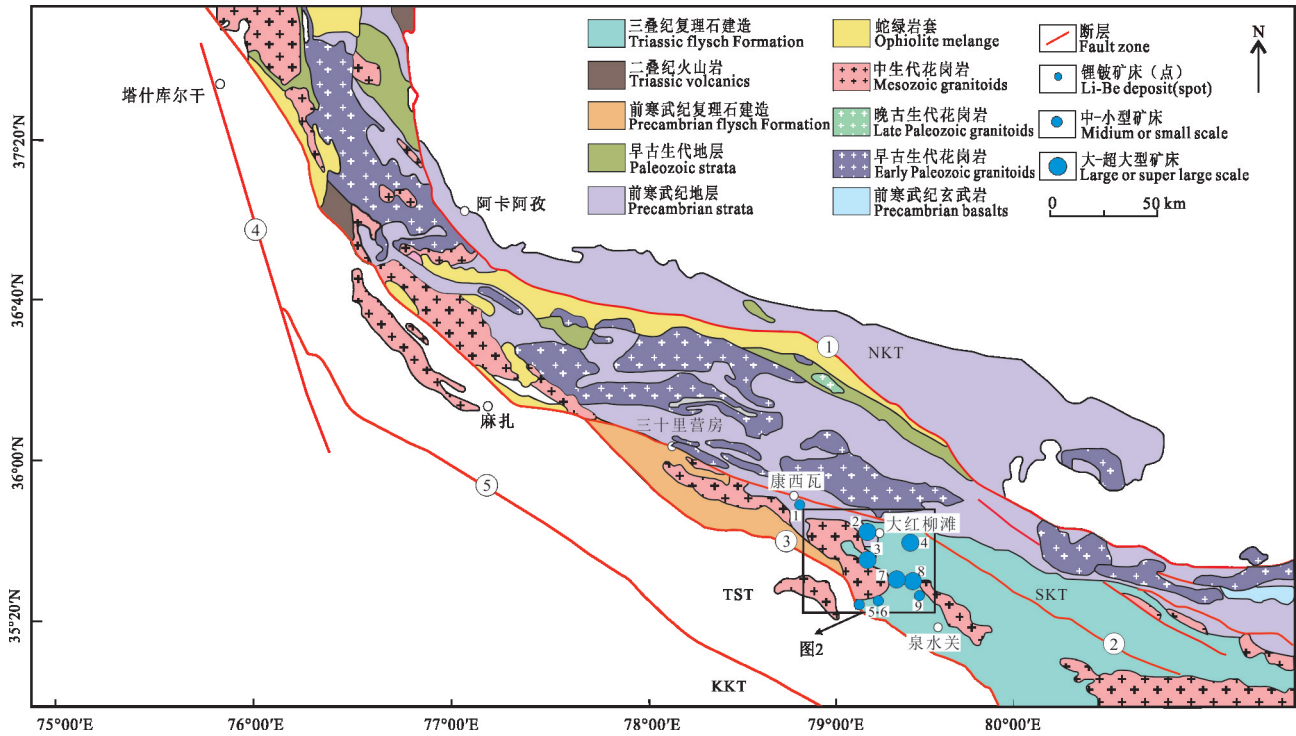 三叠纪复理石建造
Triassic flysch Formation
二叠纪火山岩
Triassic volcanics
前寒武纪复理石建造
Precambrian flysch Formation
早古生代地层
Paleozoic strata
前寒武纪地层
Precambrian strata
蛇绿岩套
Ophiolite melange
中生代花岗岩
Mesozoic granitoids
晚古生代花岗岩
Late Paleozoic granitoids
早古生代花岗岩
Early Paleozoic granitoids
前寒武纪玄武岩
Precambrian basalts
断层
Fault zone
锂铍矿床（点）
Li-Be deposit(spot)
中-小型矿床
Midium or small scale
大-超大型矿床
Large or super large scale
0 50 km
N
塔什库尔干
阿卡阿孜
麻扎
三十里营房
康西瓦
大红柳滩
泉水关
NKT
SKT
TST
KKT
图2
①
②
③
④
⑤
1
2
3
4
5
6
7
8
9
37°20′N
36°40′N
36°00′N
35°20′N
75°00′E
76°00′E
77°00′E
78°00′E
79°00′E
80°00′E